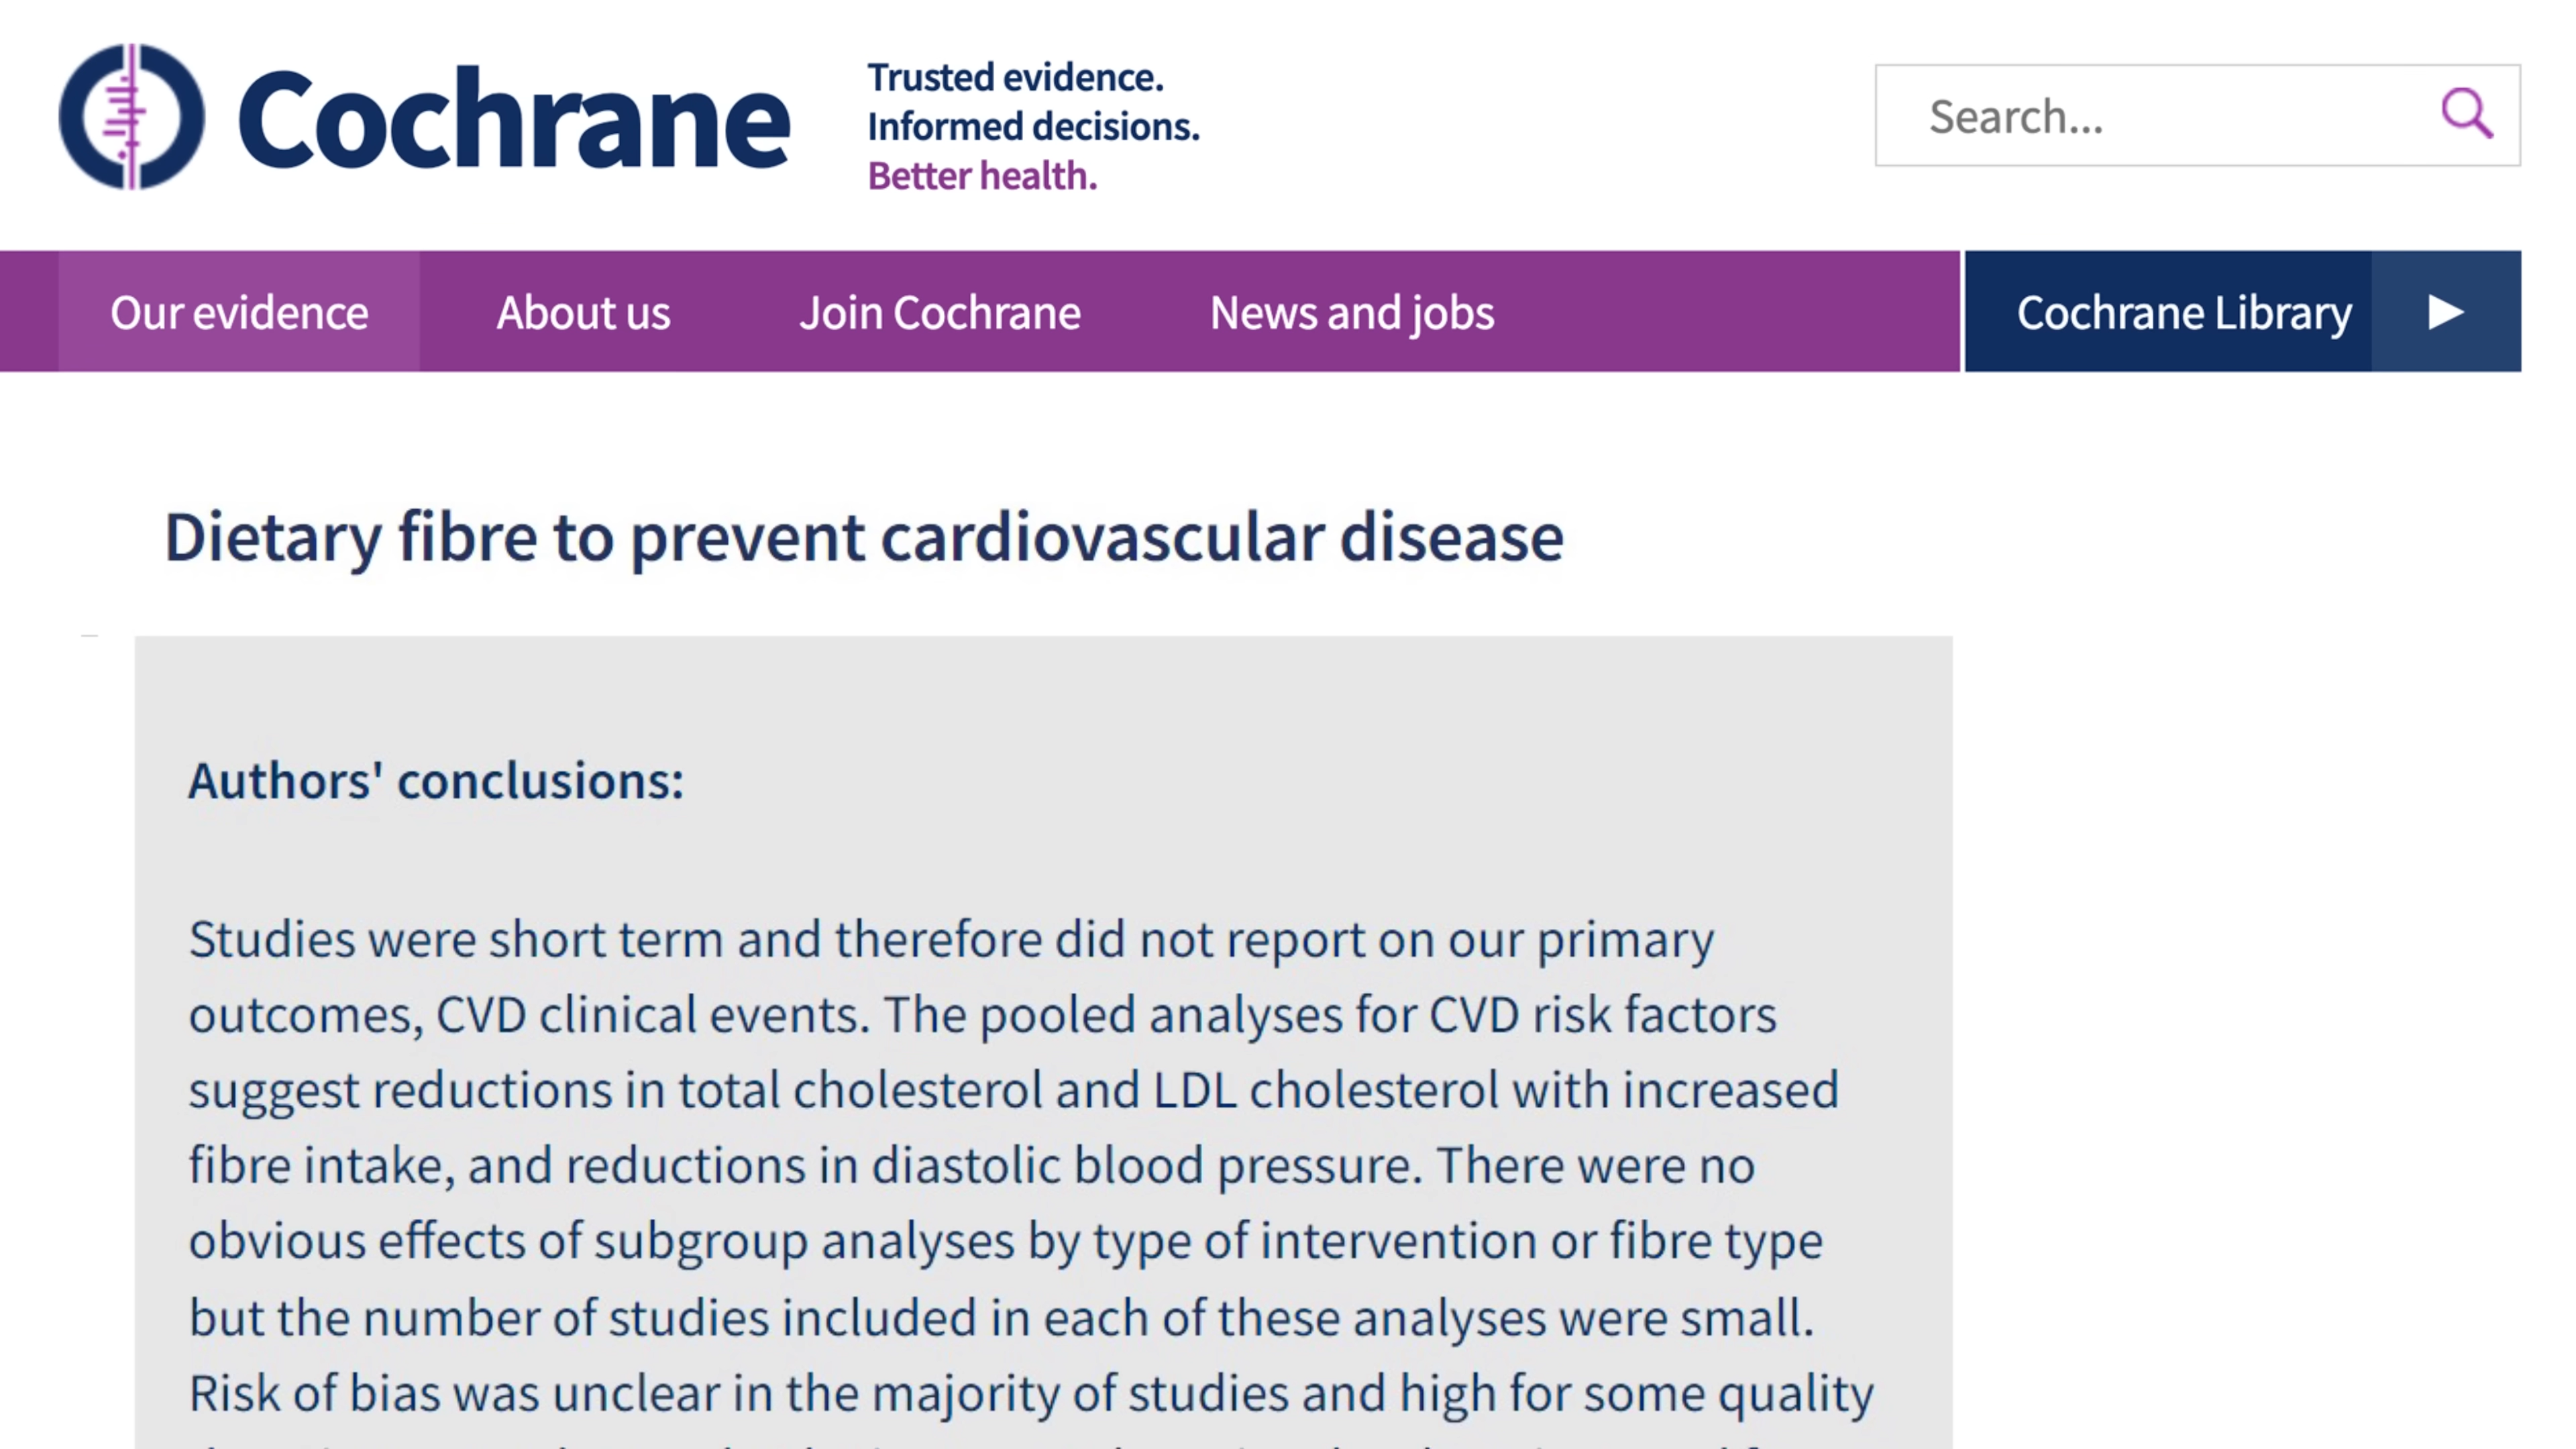 Cochrane
Trusted evidence.
Informed decisions.
Better health.
Search...
Our evidence
About us
Join Cochrane
News and jobs
Cochrane Library
Dietary fibre to prevent cardiovascular disease
Authors' conclusions:
Studies were short term and therefore did not report on our primary
outcomes, CVD clinical events. The pooled analyses for CVD risk factors
suggest reductions in total cholesterol and LDL cholesterol with increased
fibre intake, and reductions in diastolic blood pressure. There were no
obvious effects of subgroup analyses by type of intervention or fibre type
but the number of studies included in each of these analyses were small.
Risk of bias was unclear in the majority of studies and high for some quality